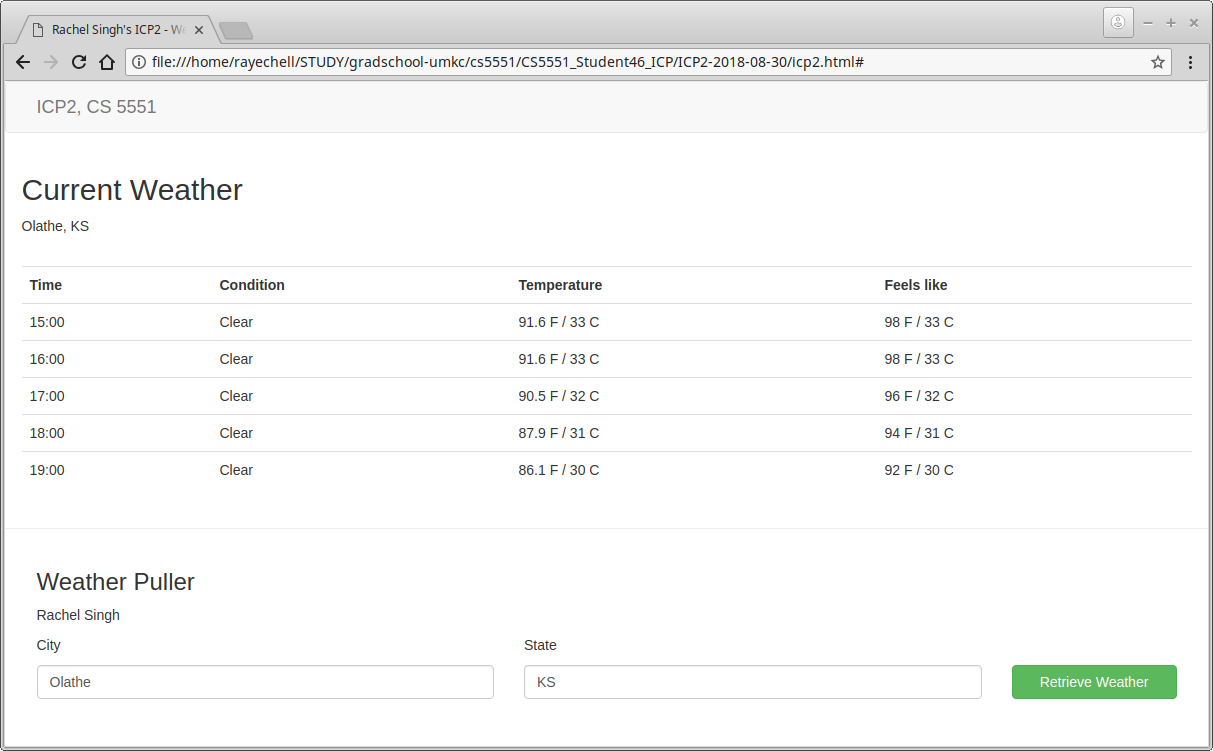 Rachel Singh's ICP2 - We
file:///home/rayechell/STUDY/gradschool-umkc/cs5551/CS5551_Student46_ICP/ICP2-2018-08-30/icp2.html#
ICP2, CS 5551
Current Weather
Olathe, KS
Time Condition Temperature Feels like
15:00 Clear 91.6 F / 33 C 98 F / 33 C
16:00 Clear 91.6 F / 33 C 98 F / 33 C
17:00 Clear 90.5 F / 32 C 96 F / 32 C
18:00 Clear 87.9 F / 31 C 94 F / 31 C
19:00 Clear 86.1 F / 30 C 92 F / 30 C
Weather Puller
Rachel Singh
City State
Olathe KS Retrieve Weather